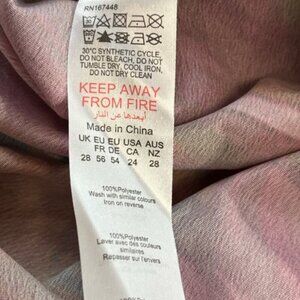 RN167448
30°C SYNTHETIC CYCLE,
DO NOT BLEACH, DO NOT
TUMBLE DRY, COOL IRON,
DO NOT DRY CLEAN
KEEP AWAY
FROM FIRE
أبعدها عن النار
Made in China
UK EU EU USA AUS
FR DE CA NZ
28 56 54 24 28
100%Polyester
Wash with similar colours
Iron on reverse
100%Polyester
Laver avec des couleurs
similaires
Repasser sur l'envers
100%Polyester